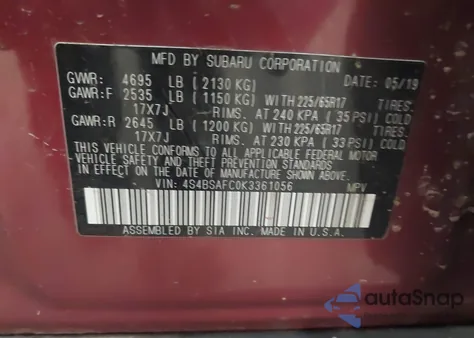 MFD BY SUBARU CORPORATION
GVWR: 4695 LB (2130 KG) DATE: 05/19
GAWR:F 2535 LB (1150 KG) WITH 225/65R17 TIRES,
17X7J RIMS, AT 240 KPA (35 PSI) COLD
GAWR:R 2645 LB (1200 KG) WITH 225/65R17 TIRES,
17X7J RIMS, AT 230 KPA (33 PSI) COLD
THIS VEHICLE CONFORMS TO ALL APPLICABLE FEDERAL MOTOR
VEHICLE SAFETY AND THEFT PREVENTION STANDARDS IN EFFECT
ON THE DATE OF MANUFACTURE SHOWN ABOVE.
VIN: 4S4BSAFC0K3361056 MPV
ASSEMBLED BY SIA INC. MADE IN U.S.A.
autaSnap